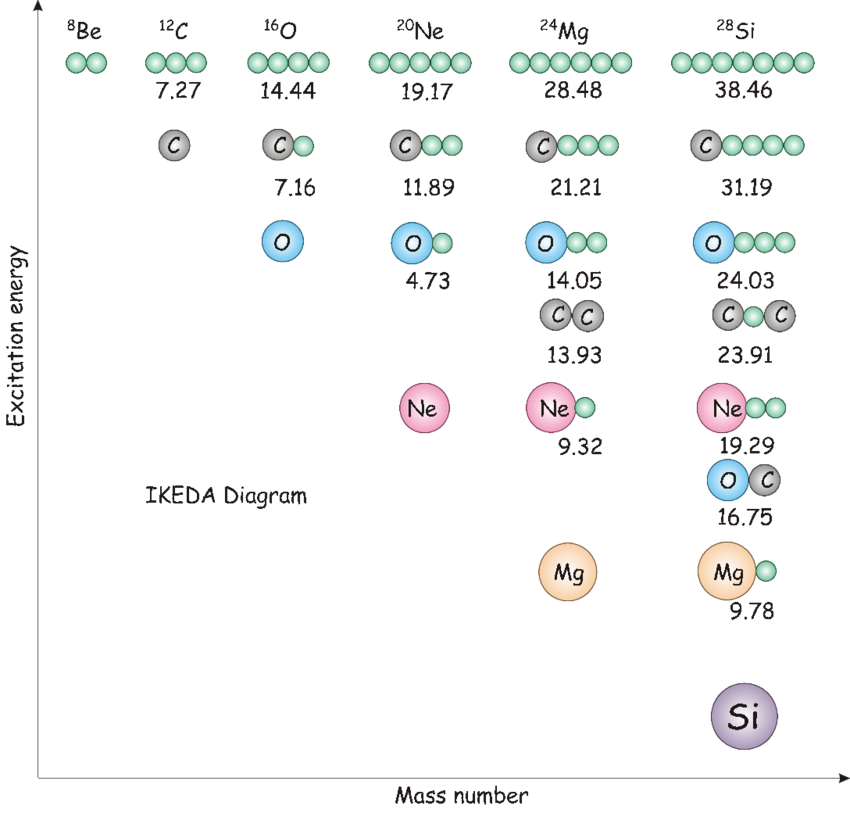 ⁸Be ¹²C ¹⁶O ²⁰Ne ²⁴Mg ²⁸Si
7.27 14.44 19.17 28.48 38.46
C C C C C
7.16 11.89 21.21 31.19
O O O O
4.73 14.05 24.03
C C C C
13.93 23.91
Ne Ne Ne
9.32 19.29
O C
IKEDA Diagram
16.75
Mg Mg
9.78
Si
Excitation energy
Mass number